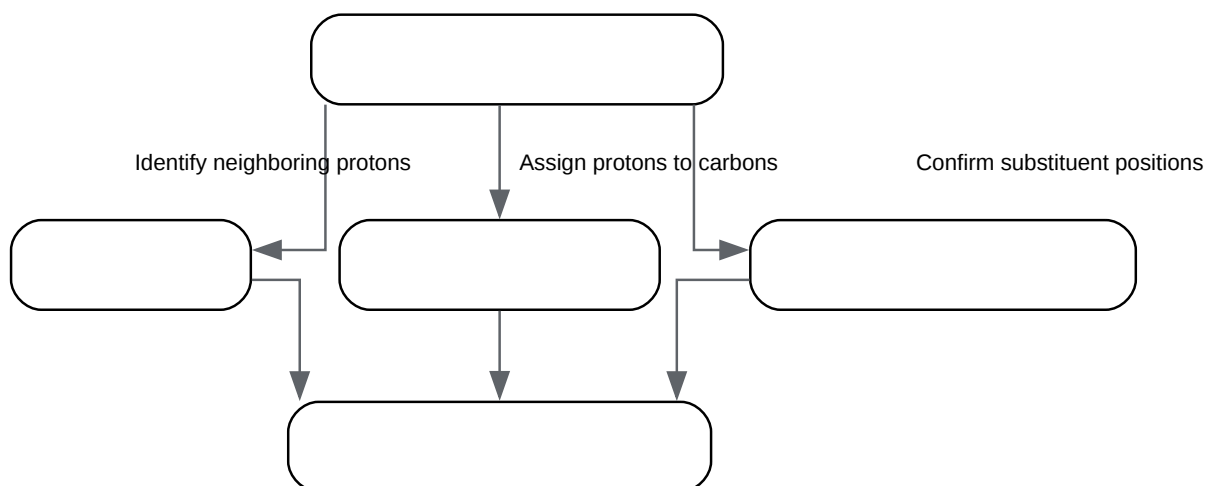 Identify neighboring protons
Assign protons to carbons
Confirm substituent positions